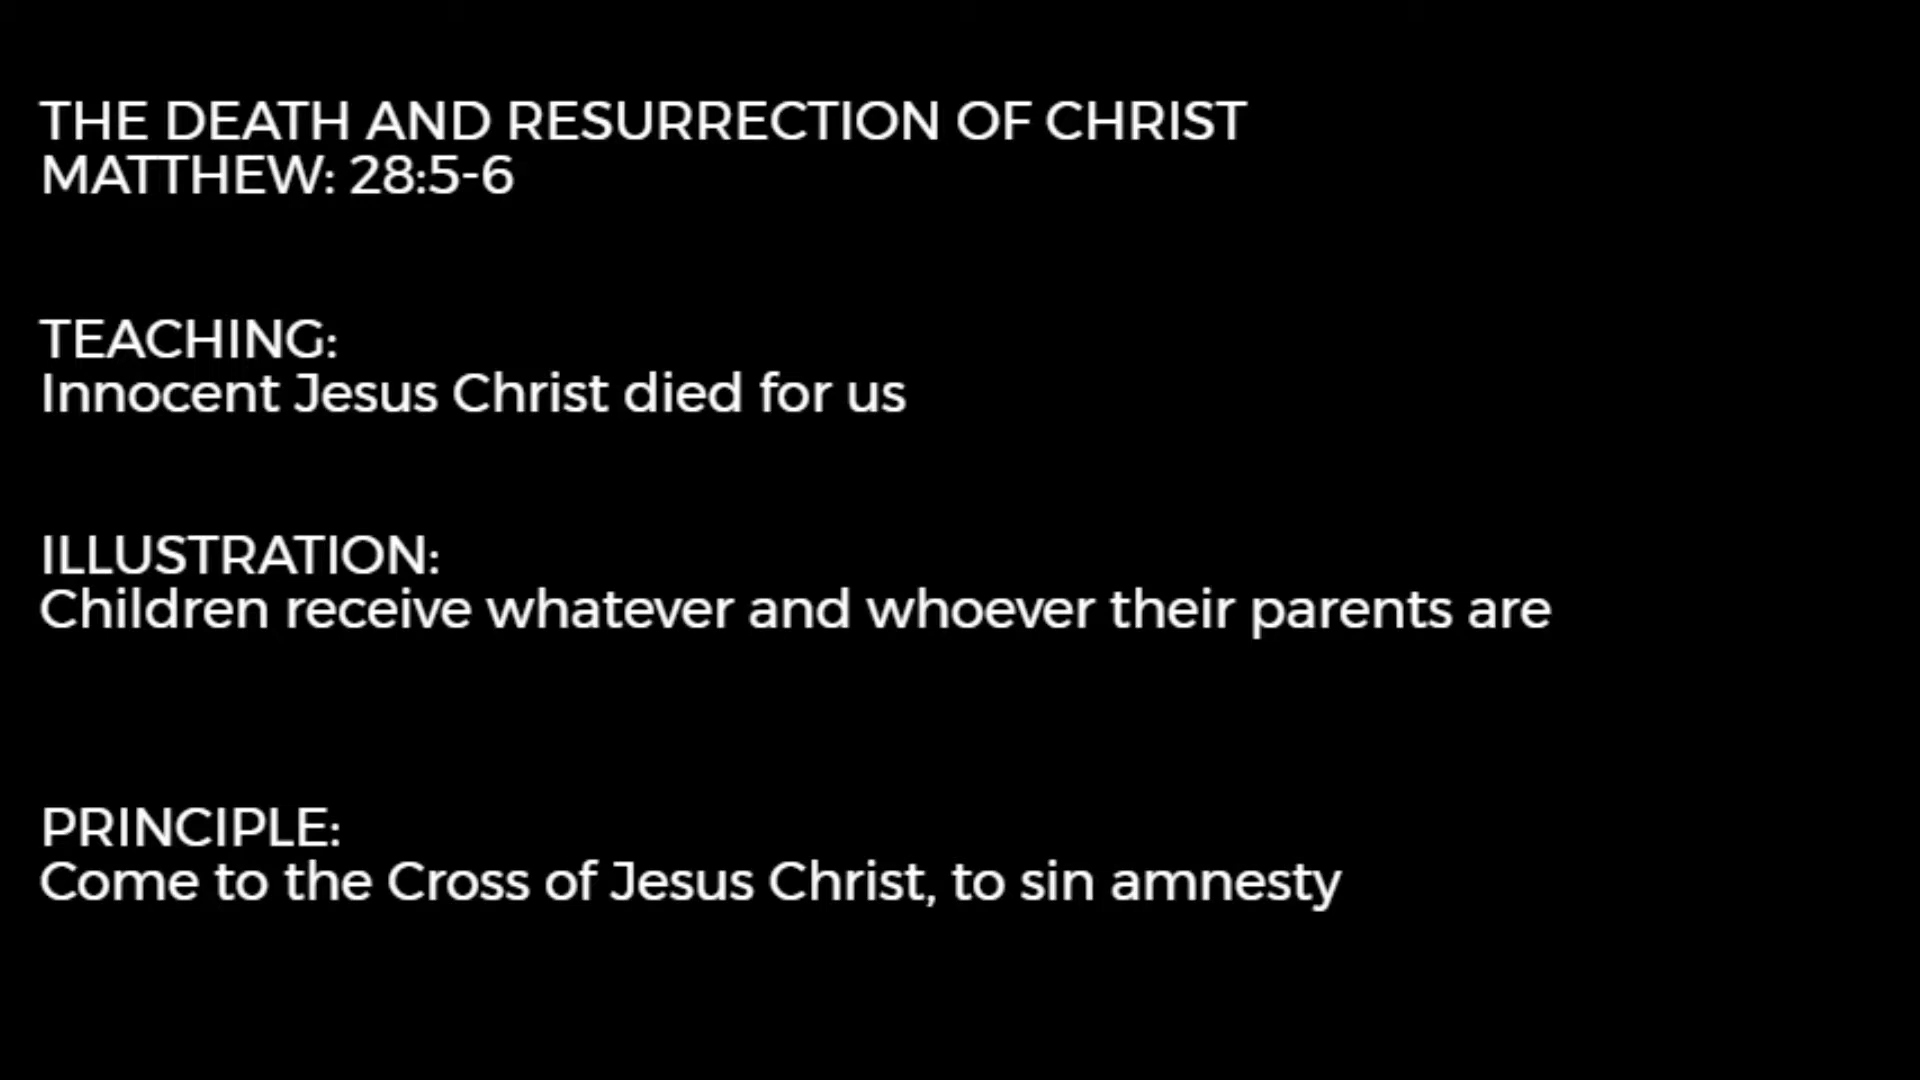 THE DEATH AND RESURRECTION OF CHRIST
MATTHEW: 28:5-6
TEACHING:
Innocent Jesus Christ died for us
ILLUSTRATION:
Children receive whatever and whoever their parents are
PRINCIPLE:
Come to the Cross of Jesus Christ, to sin amnesty